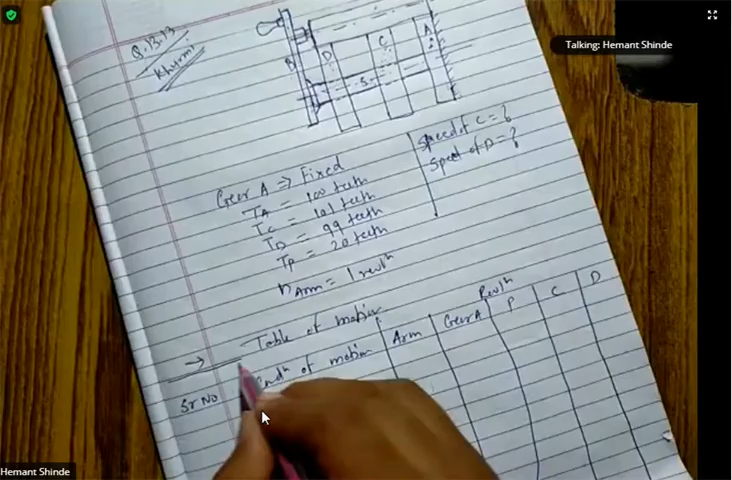 Q.13.13
Khurmi
B
D
C
A
S
Talking: Hemant Shinde
Speed of C = ?
Speed of D = ?
Gear A → Fixed
TA = 100 teeth
TC = 101 teeth
TD = 99 teeth
TP = 20 teeth
nArm = 1 revolⁿ
→ Table of motion
Revolⁿ
Sr No
Condⁿ of motion
Arm
Gear A
P
C
D
Hemant Shinde